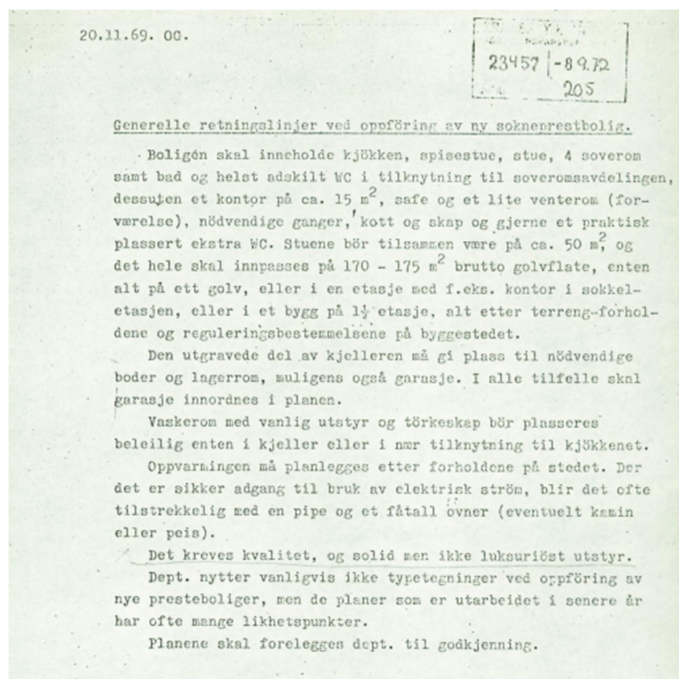 20.11.69. OG.
23457 -89.72
205
Generelle retningslinjer ved oppföring av ny sokneprestbolig.
Boligen skal inneholde kjökken, spisestue, stue, 4 soverom
samt bad og helst adskilt WC i tilknytning til soveromsavdelingen,
dessuten et kontor på ca. 15 m², safe og et lite venterom (for-
værelse), nödvendige ganger, kott og skap og gjerne et praktisk
plassert ekstra WC. Stuene bör tilsammen være på ca. 50 m², og
det hele skal innpasses på 170 - 175 m² brutto golvflate, enten
alt på ett golv, eller i en etasje med f.eks. kontor i sokkel-
etasjen, eller i et bygg på 1½ etasje, alt etter terreng-forhol-
dene og reguleringsbestemmelsene på byggestedet.
Den utgravede del av kjelleren må gi plass til nödvendige
boder og lagerrom, muligens også garasje. I alle tilfelle skal
garasje innordnes i planen.
Vaskerom med vanlig utstyr og törkeskap bör plasseres
beleilig enten i kjeller eller i nær tilknytning til kjökkenet.
Oppvarmingen må planlegges etter forholdene på stedet. Der
det er sikker adgang til bruk av elektrisk ström, blir det ofte
tilstrekkelig med en pipe og et fåtall ovner (eventuelt kamin
eller peis).
Det kreves kvalitet, og solid men ikke luksuriöst utstyr.
Dept. nytter vanligvis ikke typetegninger ved oppföring av
nye presteboliger, men de planer som er utarbeidet i senere år
har ofte mange likhetspunkter.
Planene skal forelegges dept. til godkjenning.